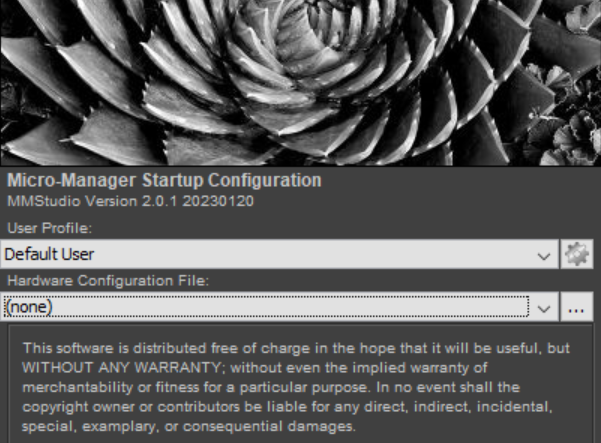 Micro-Manager Startup Configuration
MMStudio Version 2.0.1 20230120
User Profile:
Default User
Hardware Configuration File:
(none)
...
This software is distributed free of charge in the hope that it will be useful, but
WITHOUT ANY WARRANTY; without even the implied warranty of
merchantability or fitness for a particular purpose. In no event shall the
copyright owner or contributors be liable for any direct, indirect, incidental,
special, examplary, or consequential damages.